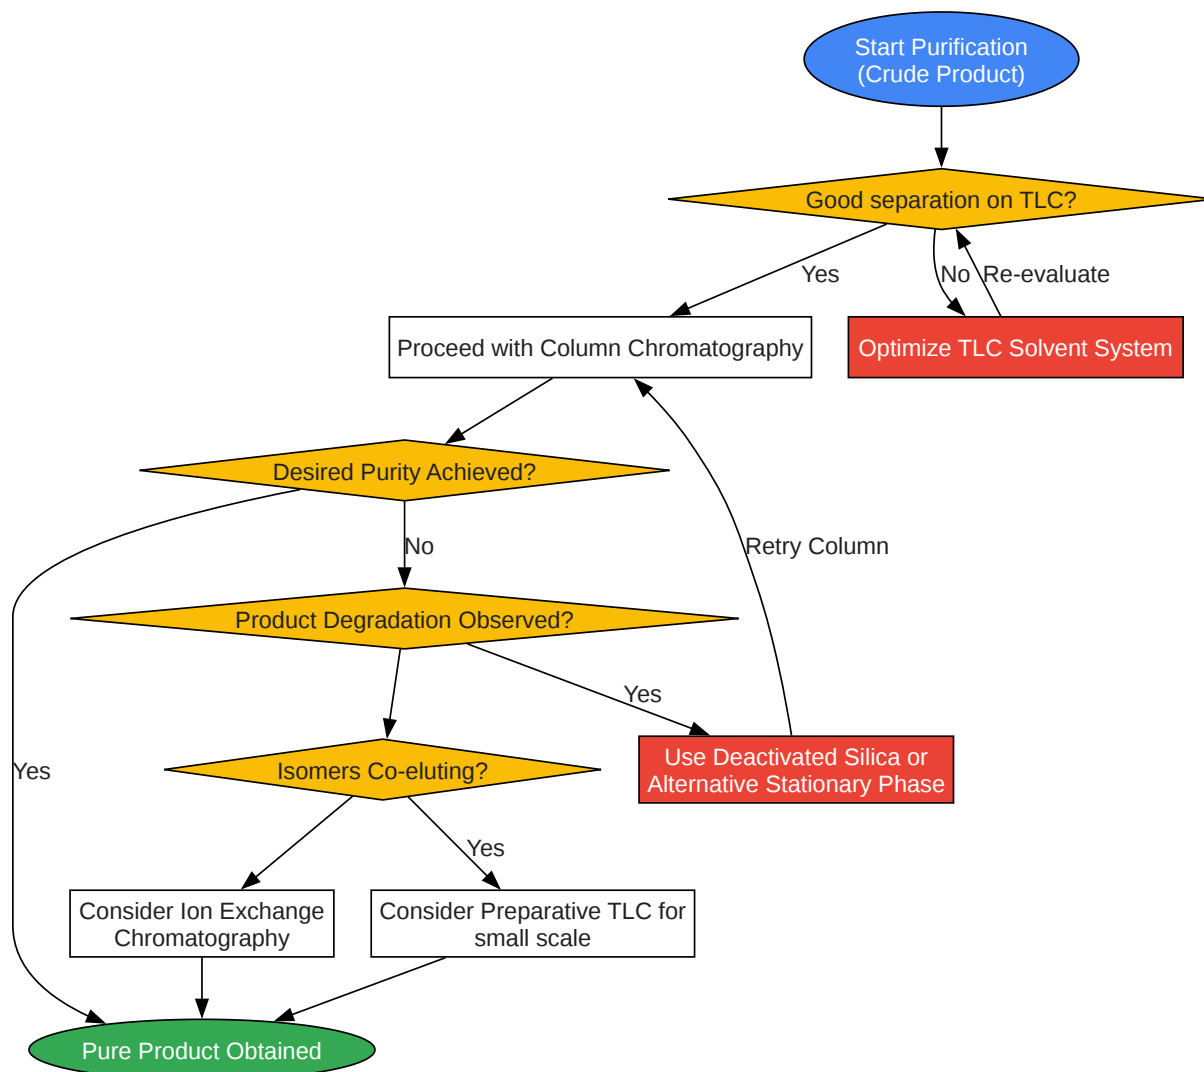 Start Purification
(Crude Product)
Good separation on TLC?
Yes
No
Re-evaluate
Proceed with Column Chromatography
Optimize TLC Solvent System
Desired Purity Achieved?
No
Retry Column
Product Degradation Observed?
Yes
Yes
Isomers Co-eluting?
Use Deactivated Silica or
Alternative Stationary Phase
Yes
Consider Ion Exchange
Chromatography
Consider Preparative TLC for
small scale
Pure Product Obtained